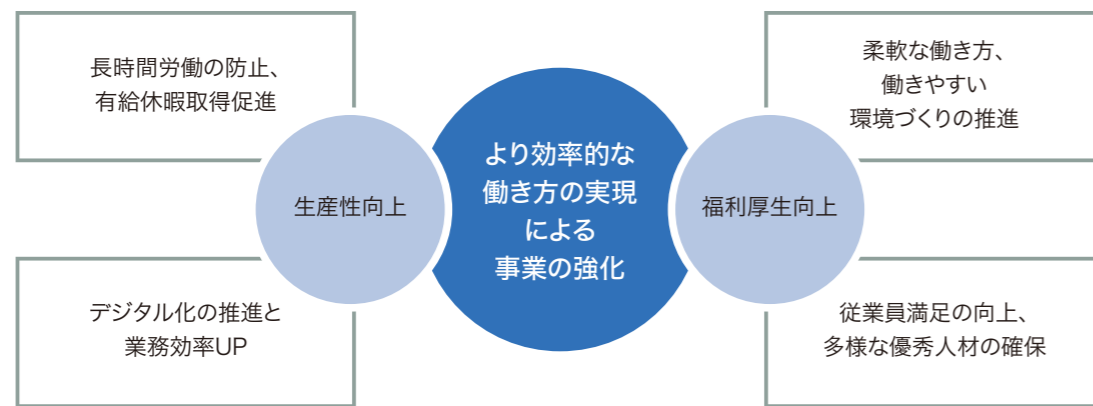 長時間労働の防止、
有給休暇取得促進
柔軟な働き方、
働きやすい
環境づくりの推進
より効率的な
働き方の実現
による
事業の強化
生産性向上
福利厚生向上
デジタル化の推進と
業務効率UP
従業員満足の向上、
多様な優秀人材の確保